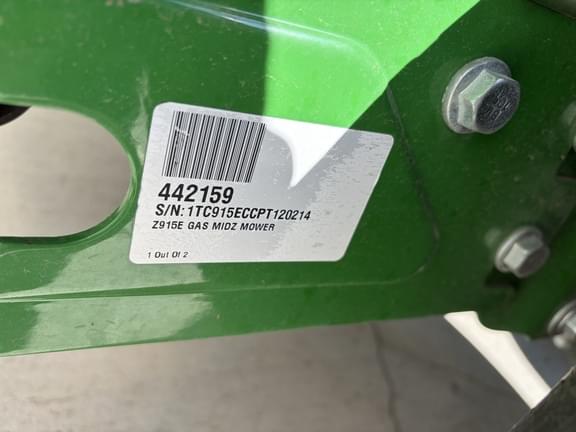 442159
S/N: 1TC915ECCPT120214
Z915E GAS MIDZ MOWER
1 Out Of 2